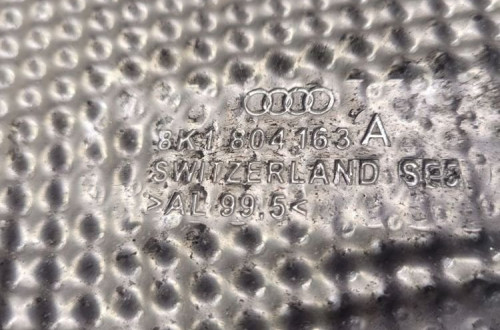 8K1 804 163 A
SWITZERLAND SE5
>AL 99,5<